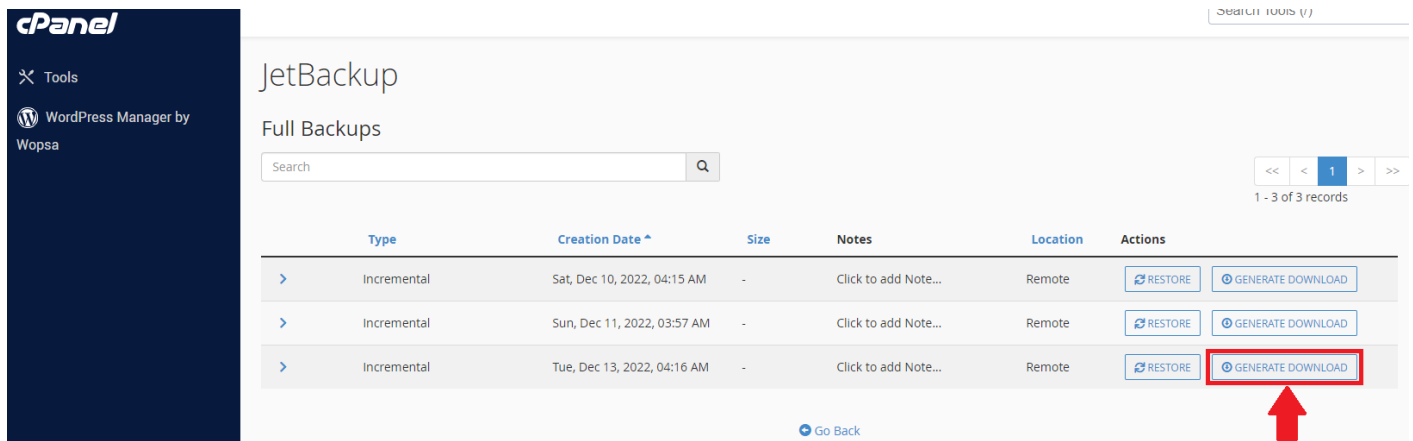 cPanel
Search Tools (/)
Tools
WordPress Manager by
Wopsa
JetBackup
Full Backups
Search
<< < 1 > >>
1 - 3 of 3 records
Type Creation Date Size Notes Location Actions
Incremental Sat, Dec 10, 2022, 04:15 AM - Click to add Note... Remote RESTORE GENERATE DOWNLOAD
Incremental Sun, Dec 11, 2022, 03:57 AM - Click to add Note... Remote RESTORE GENERATE DOWNLOAD
Incremental Tue, Dec 13, 2022, 04:16 AM - Click to add Note... Remote RESTORE GENERATE DOWNLOAD
Go Back